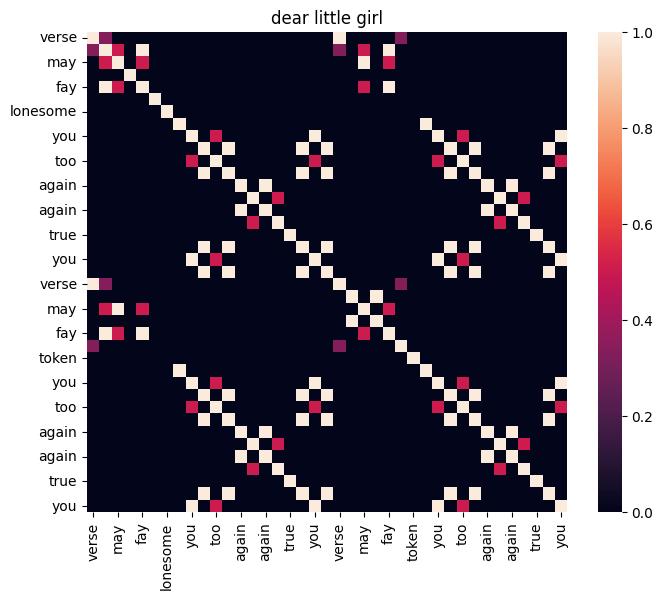 dear little girl
verse
may
fay
lonesome
you
too
again
again
true
you
verse
may
fay
token
you
too
again
again
true
you
1.0
0.8
0.6
0.4
0.2
0.0
verse
may
fay
lonesome
you
too
again
again
true
you
verse
may
fay
token
you
too
again
again
true
you